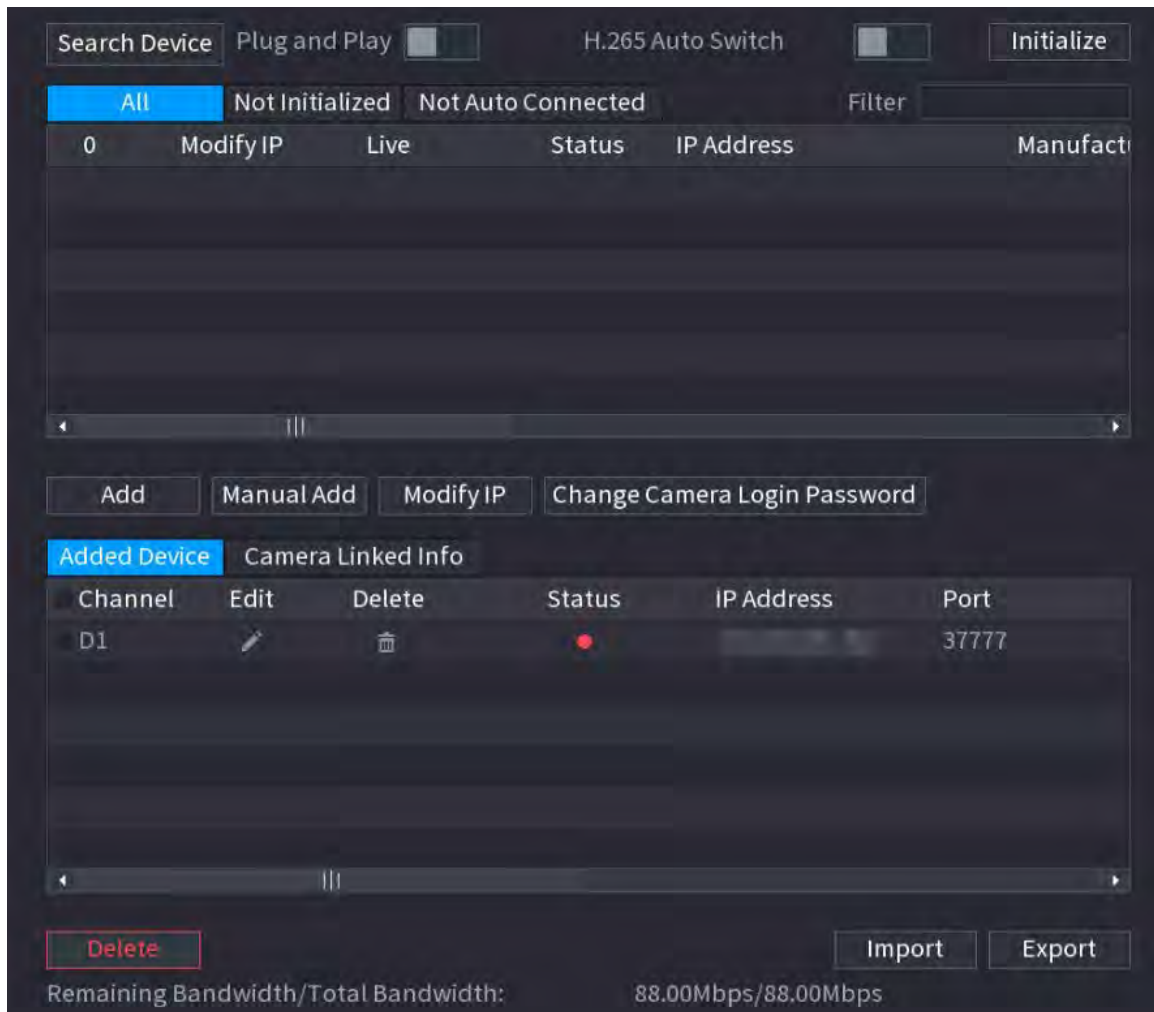 Search Device Plug and Play H.265 Auto Switch Initialize
All Not Initialized Not Auto Connected Filter
0 Modify IP Live Status IP Address Manufact
Add Manual Add Modify IP Change Camera Login Password
Added Device Camera Linked Info
Channel Edit Delete Status IP Address Port
D1 37777
Delete Import Export
Remaining Bandwidth/Total Bandwidth: 88.00Mbps/88.00Mbps